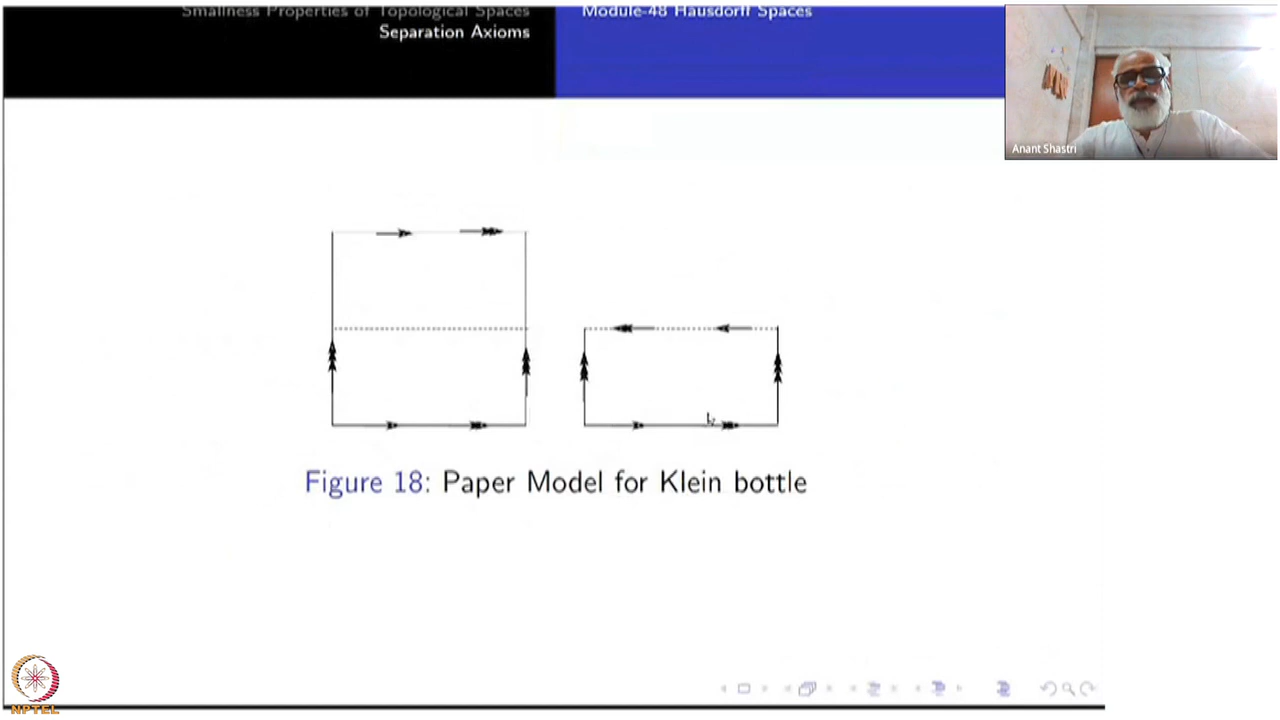 Smallness Properties of Topological Spaces
Separation Axioms
Module-48 Hausdorff Spaces
Anant Shastri
Figure 18: Paper Model for Klein bottle
NPTEL